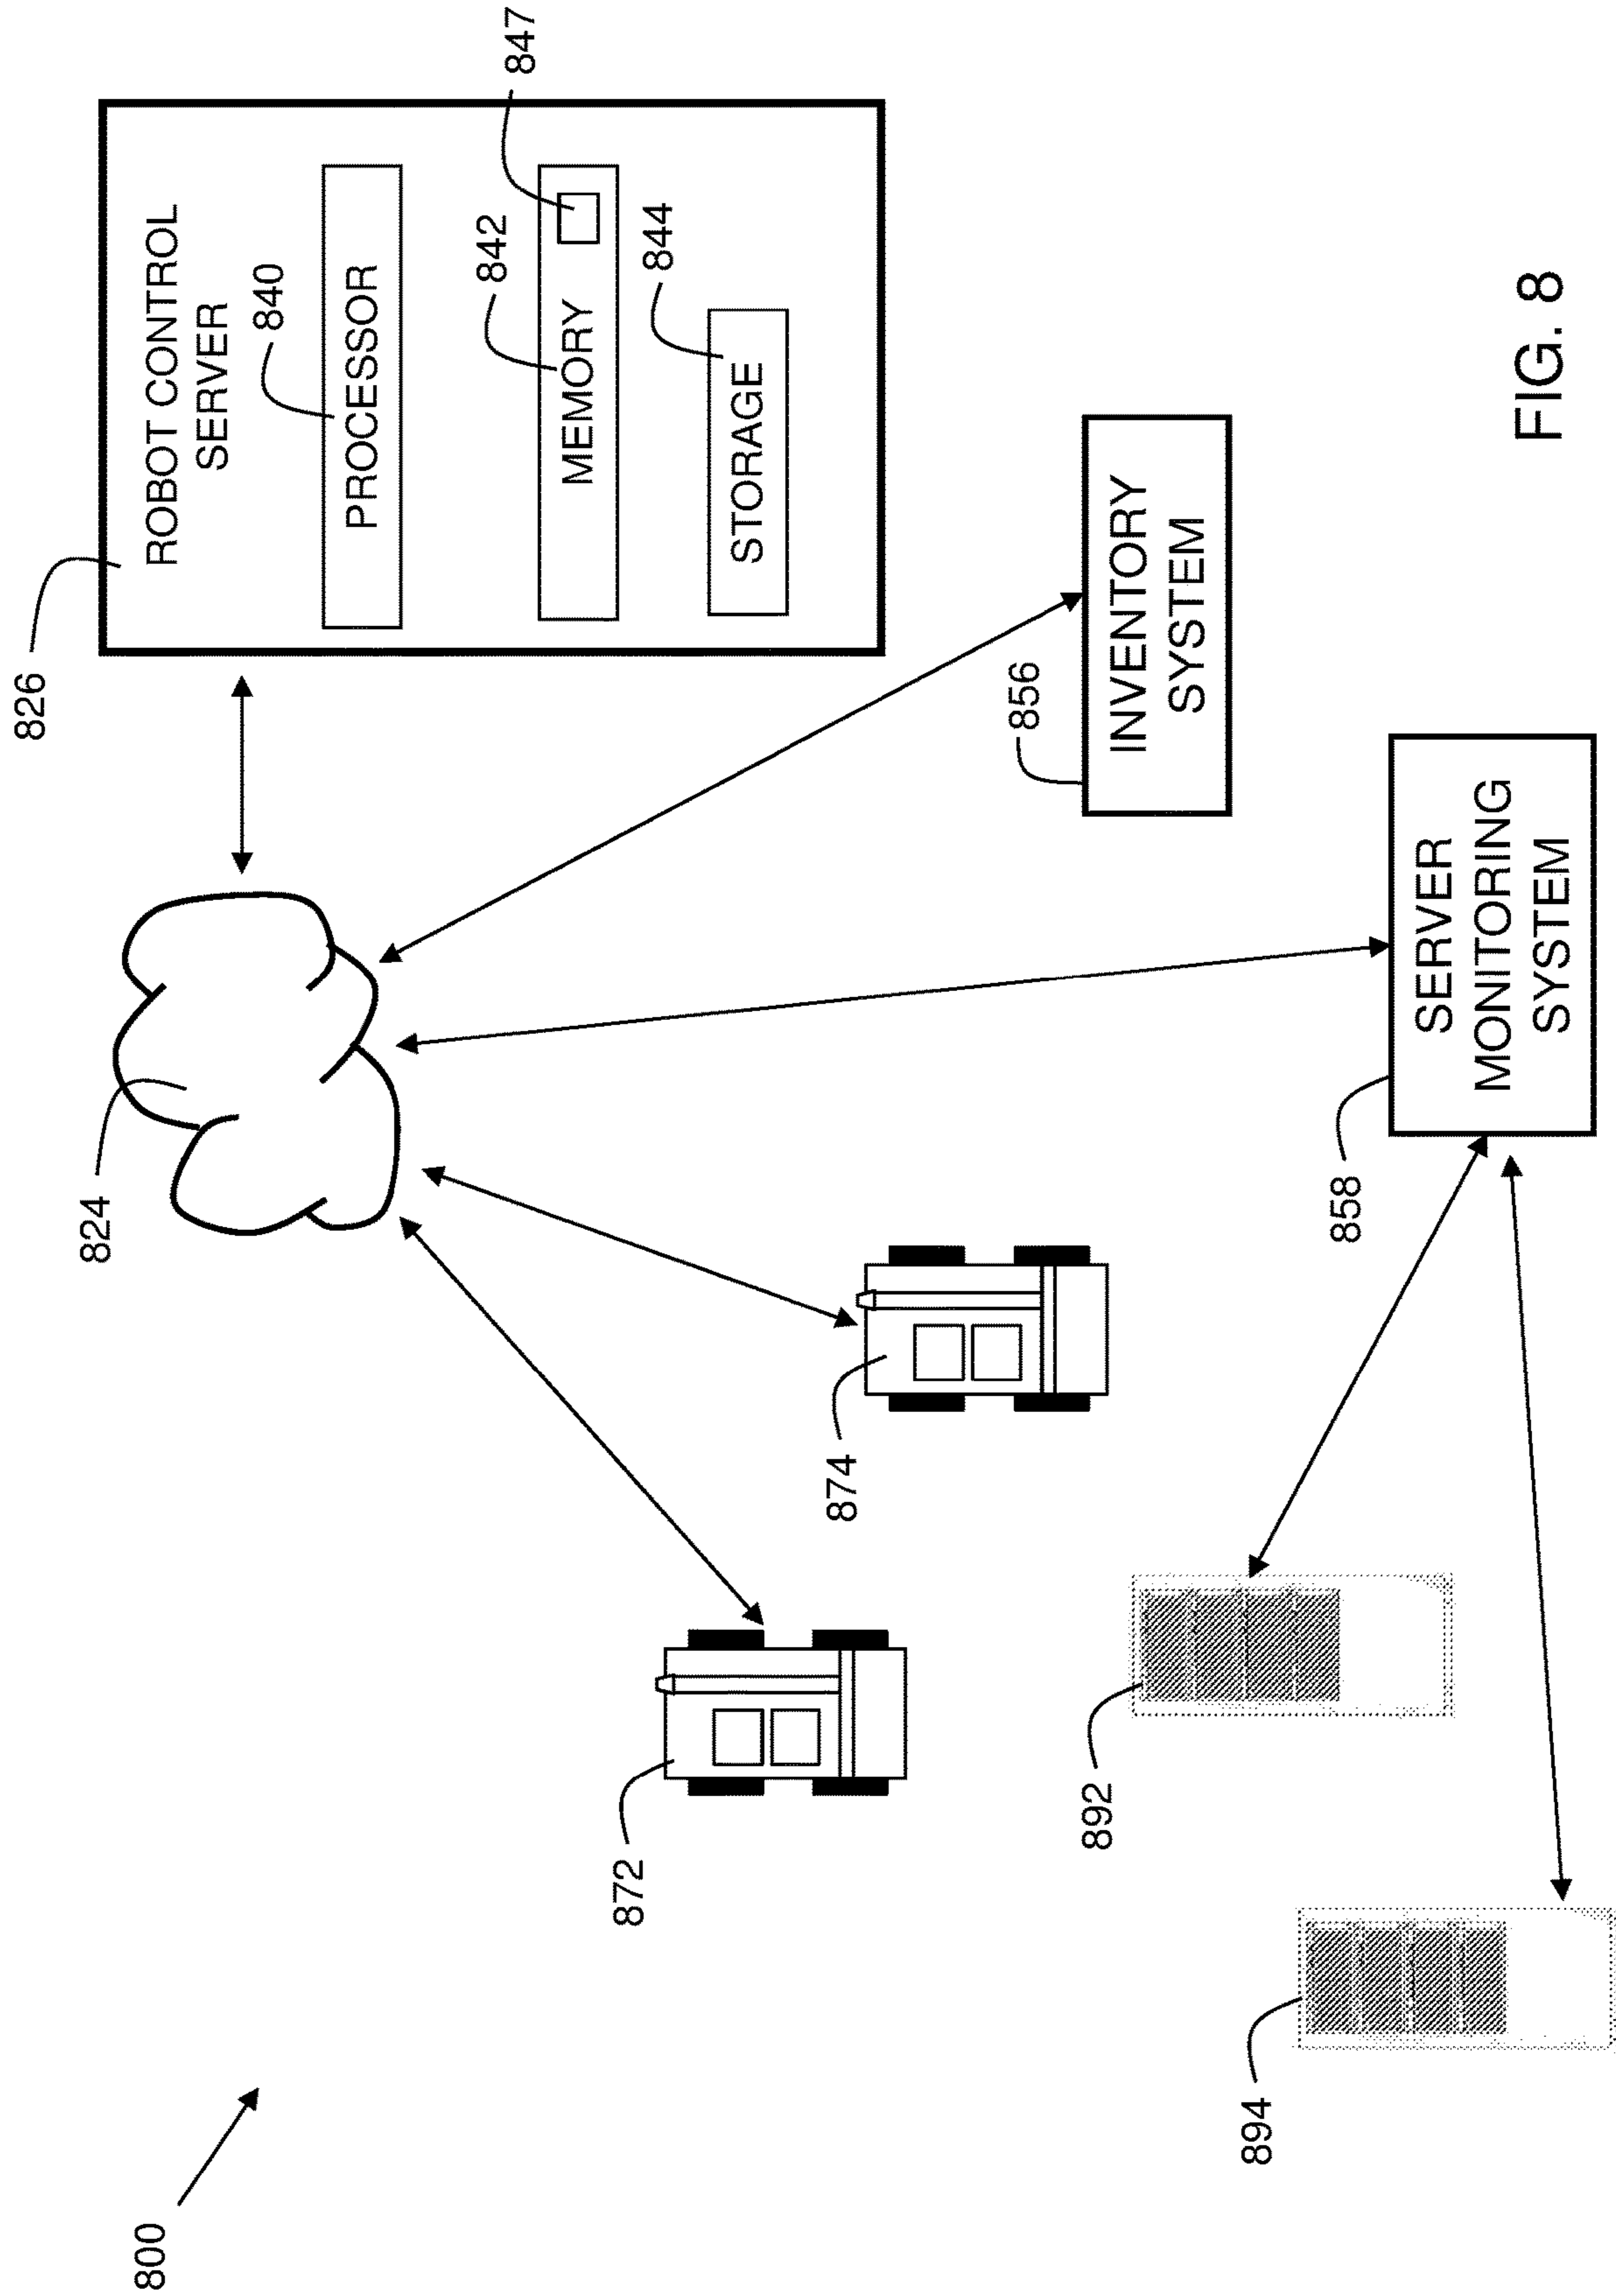 800
824
826
ROBOT CONTROL
SERVER
840
PROCESSOR
842
847
MEMORY
844
STORAGE
872
874
856
INVENTORY
SYSTEM
892
894
858
SERVER
MONITORING
SYSTEM
FIG. 8